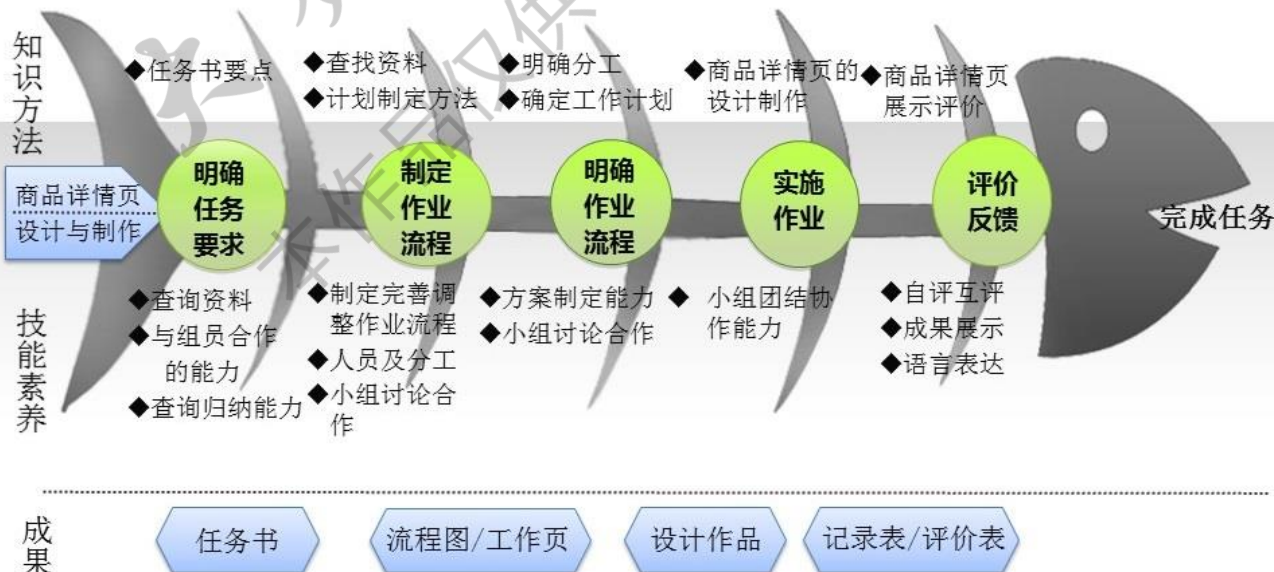 知识方法
◆任务书要点
◆查找资料
◆计划制定方法
◆明确分工
◆确定工作计划
◆商品详情页的
设计制作
◆商品详情页
展示评价
商品详情页
设计与制作
明确
任务
要求
制定
作业
流程
明确
作业
流程
实施
作业
评价
反馈
完成任务
技能素养
◆查询资料
◆与组员合作
的能力
◆查询归纳能力
◆制定完善调
整作业流程
◆人员及分工
◆小组讨论合
作
◆方案制定能力
◆小组讨论合作
◆ 小组团结协
作能力
◆自评互评
◆成果展示
◆语言表达
成果
任务书
流程图/工作页
设计作品
记录表/评价表
本作品仅供